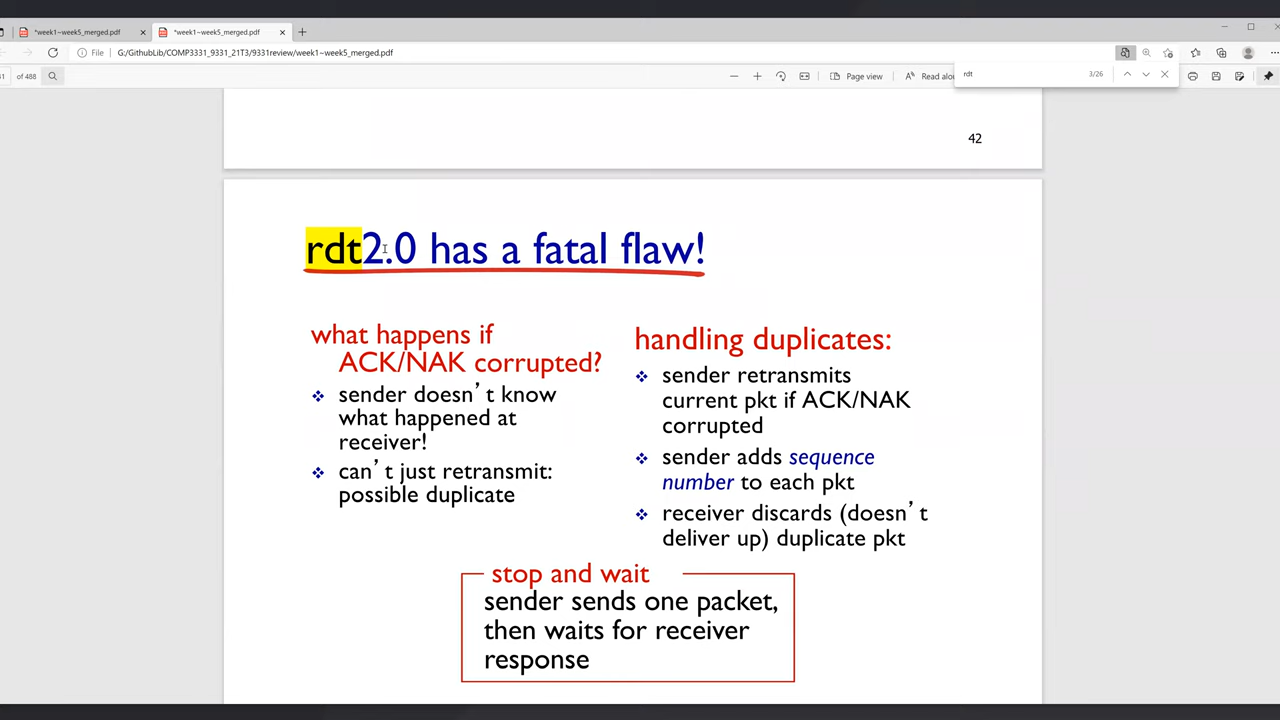 *week1~week5_merged.pdf
*week1~week5_merged.pdf
File G:/GithubLib/COMP3331_9331_21T3/9331review/week1~week5_merged.pdf
of 488
Page view
Read alou
rdt
3/26
42
rdt2.0 has a fatal flaw!
what happens if
ACK/NAK corrupted?
❖ sender doesn't know
what happened at
receiver!
❖ can't just retransmit:
possible duplicate
handling duplicates:
❖ sender retransmits
current pkt if ACK/NAK
corrupted
❖ sender adds sequence
number to each pkt
❖ receiver discards (doesn't
deliver up) duplicate pkt
stop and wait
sender sends one packet,
then waits for receiver
response